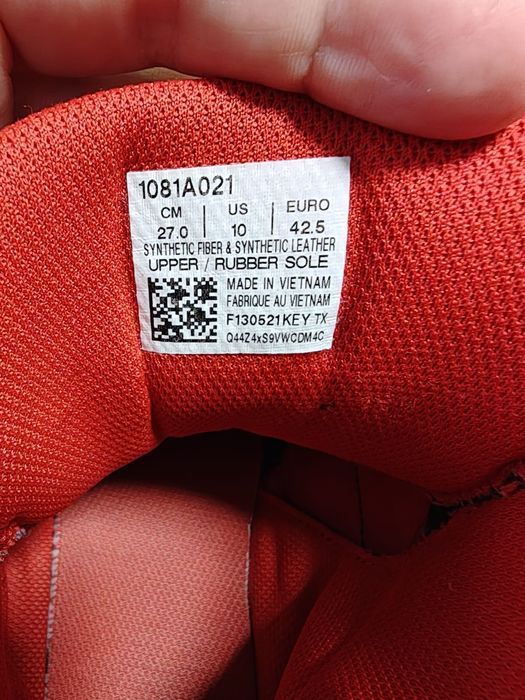 1081A021
CM | US | EURO
27.0 | 10 | 42.5
SYNTHETIC FIBER & SYNTHETIC LEATHER
UPPER / RUBBER SOLE
MADE IN VIETNAM
FABRIQUE AU VIETNAM
F130521KEY TX
Q44Z4xS9VWCDM4C